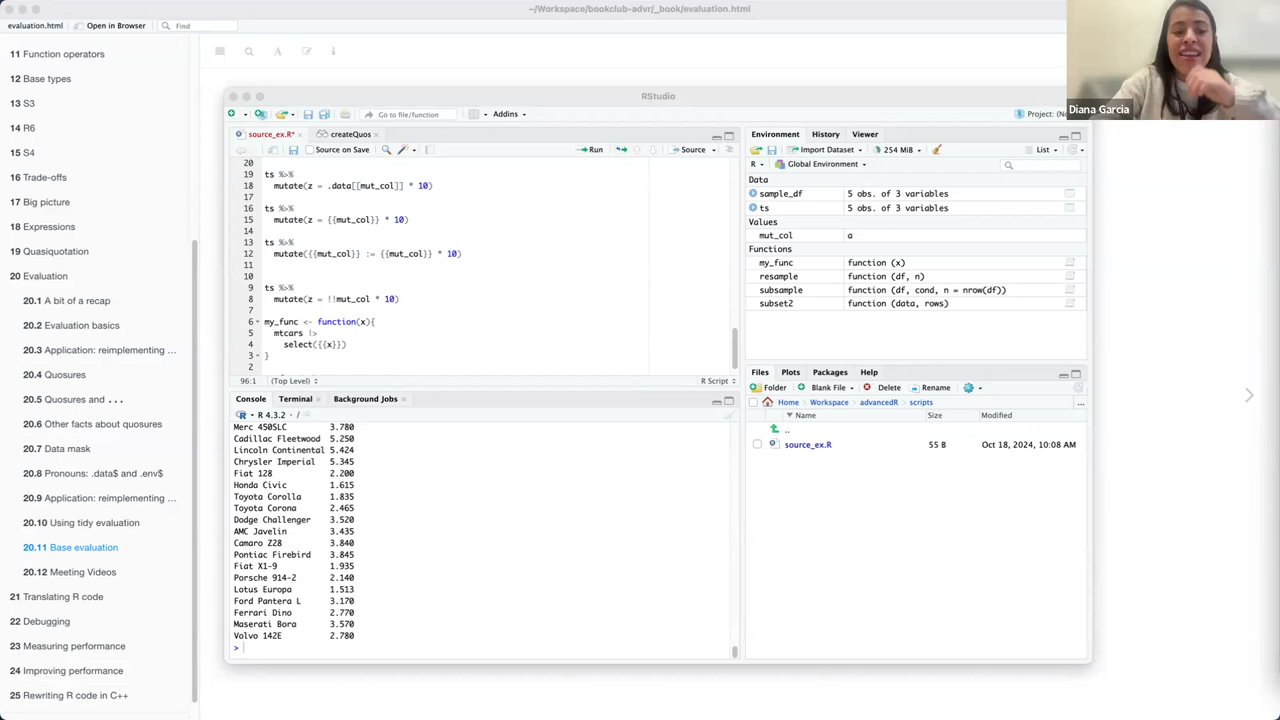 ~/Workspace/bookclub-advr/_book/evaluation.html
evaluation.html
Open in Browser
Find
11 Function operators
12 Base types
13 S3
14 R6
15 S4
16 Trade-offs
17 Big picture
18 Expressions
19 Quasiquotation
20 Evaluation
20.1 A bit of a recap
20.2 Evaluation basics
20.3 Application: reimplementing ...
20.4 Quosures
20.5 Quosures and ...
20.6 Other facts about quosures
20.7 Data mask
20.8 Pronouns: .data$ and .env$
20.9 Application: reimplementing ...
20.10 Using tidy evaluation
20.11 Base evaluation
20.12 Meeting Videos
21 Translating R code
22 Debugging
23 Measuring performance
24 Improving performance
25 Rewriting R code in C++
Diana Garcia
RStudio
Go to file/function
Addins
Project: (No
source_ex.R*
createQuos
Source on Save
Run
Source
20
19 ts %>%
18 mutate(z = .data[[mut_col]] * 10)
17
16 ts %>%
15 mutate(z = {{mut_col}} * 10)
14
13 ts %>%
12 mutate({{mut_col}} := {{mut_col}} * 10)
11
10
9 ts %>%
8 mutate(z = !!mut_col * 10)
7
6 my_func <- function(x){
5 mtcars |>
4 select({{x}})
3 }
2
96:1
(Top Level)
R Script
Console
Terminal
Background Jobs
R 4.3.2 · /
Merc 450SLC 3.780
Cadillac Fleetwood 5.250
Lincoln Continental 5.424
Chrysler Imperial 5.345
Fiat 128 2.200
Honda Civic 1.615
Toyota Corolla 1.835
Toyota Corona 2.465
Dodge Challenger 3.520
AMC Javelin 3.435
Camaro Z28 3.840
Pontiac Firebird 3.845
Fiat X1-9 1.935
Porsche 914-2 2.140
Lotus Europa 1.513
Ford Pantera L 3.170
Ferrari Dino 2.770
Maserati Bora 3.570
Volvo 142E 2.780
>
Environment
History
Viewer
Import Dataset
254 MiB
List
R
Global Environment
Data
sample_df 5 obs. of 3 variables
ts 5 obs. of 3 variables
Values
mut_col a
Functions
my_func function (x)
resample function (df, n)
subsample function (df, cond, n = nrow(df))
subset2 function (data, rows)
Files
Plots
Packages
Help
Folder
Blank File
Delete
Rename
Home
Workspace
advancedR
scripts
...
Name
Size
Modified
..
source_ex.R
55 B
Oct 18, 2024, 10:08 AM